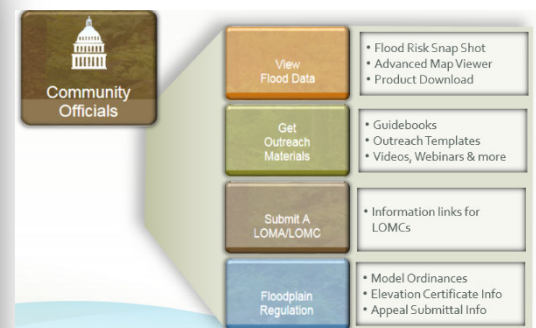 Community
Officials
View
Flood Data
• Flood Risk Snap Shot
• Advanced Map Viewer
• Product Download
Get
Outreach
Materials
• Guidebooks
• Outreach Templates
• Videos, Webinars & more
Submit A
LOMA/LOMC
• Information links for
LOMCs
Floodplain
Regulation
• Model Ordinances
• Elevation Certificate Info
• Appeal Submittal Info